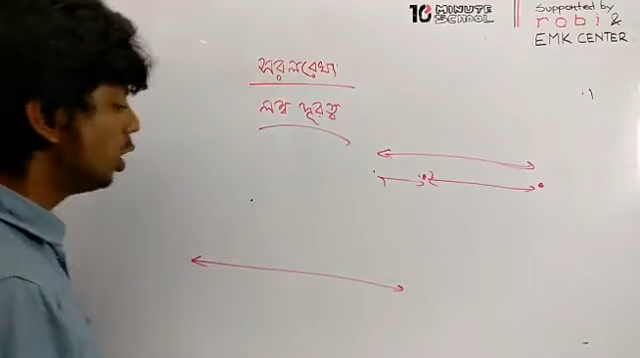 10 MINUTE SCHOOL
Supported by
robi &
EMK CENTER
সরলরেখা
লম্ব দূরত্ব